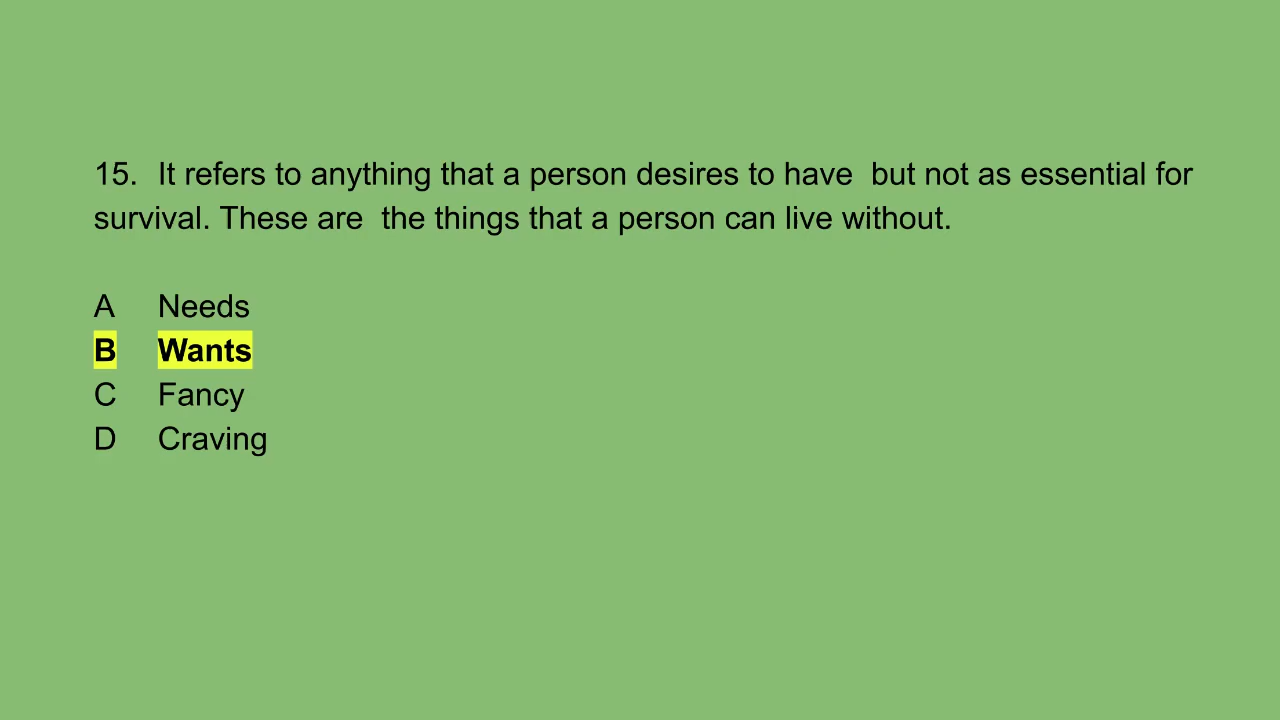 15. It refers to anything that a person desires to have  but not as essential for
survival. These are  the things that a person can live without.
A Needs
B Wants
C Fancy
D Craving